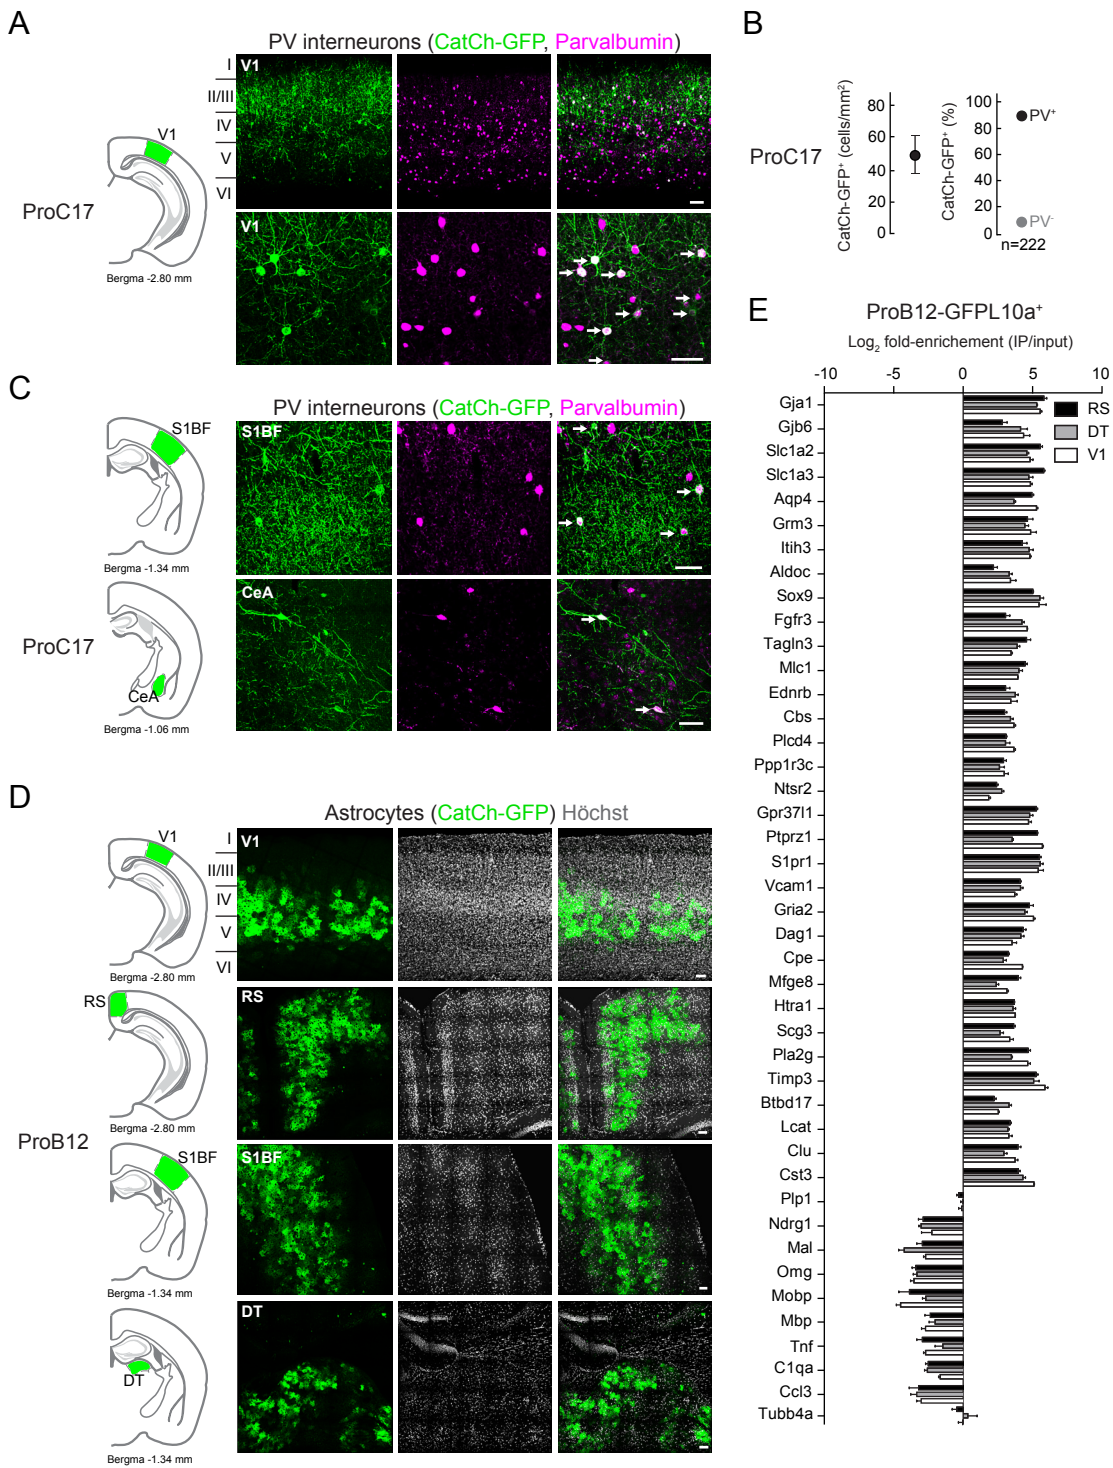 A
PV interneurons (CatCh-GFP, Parvalbumin)
V1
I
II/III
IV
V
VI
V1
ProC17
Bergma -2.80 mm
V1
B
ProC17
CatCh-GFP+ (cells/mm²)
80
60
40
20
0
CatCh-GFP+ (%)
100
80
60
40
20
0
PV+
PV-
n=222
C
PV interneurons (CatCh-GFP, Parvalbumin)
S1BF
Bergma -1.34 mm
S1BF
ProC17
CeA
Bergma -1.06 mm
CeA
D
Astrocytes (CatCh-GFP) Höchst
V1
I
II/III
IV
V
VI
V1
Bergma -2.80 mm
RS
RS
Bergma -2.80 mm
ProB12
S1BF
S1BF
Bergma -1.34 mm
DT
DT
Bergma -1.34 mm
E
ProB12-GFPL10a+
Log₂ fold-enrichement (IP/input)
-10 -5 0 5 10
RS
DT
V1
Gja1
Gjb6
Slc1a2
Slc1a3
Aqp4
Grm3
Itih3
Aldoc
Sox9
Fgfr3
Tagln3
Mlc1
Ednrb
Cbs
Plcd4
Ppp1r3c
Ntsr2
Gpr37l1
Ptprz1
S1pr1
Vcam1
Gria2
Dag1
Cpe
Mfge8
Htra1
Scg3
Pla2g
Timp3
Btbd17
Lcat
Clu
Cst3
Plp1
Ndrg1
Mal
Omg
Mobp
Mbp
Tnf
C1qa
Ccl3
Tubb4a